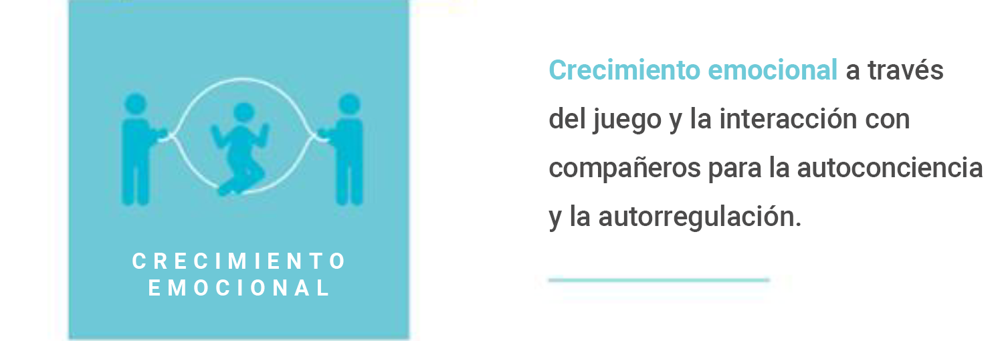 CRECIMIENTO
EMOCIONAL
Crecimiento emocional a través
del juego y la interacción con
compañeros para la autoconciencia
y la autorregulación.